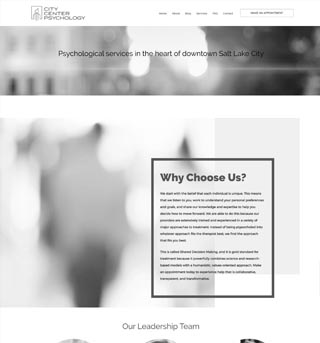 CITY
CENTER
PSYCHOLOGY
Home About Services FAQ Contact
MAKE AN APPOINTMENT
Psychological services in the heart of downtown Salt Lake City
Why Choose Us?
We start with the belief that each individual is unique. This means
that we listen to you, want to understand your personal preferences
and goals, and share our knowledge and expertise to help you
decide how to move forward. We are able to do this because our
providers are extensively trained and experienced in a variety of
major approaches to treatment. Instead of being pigeonholed into
whatever approach the therapist best, we find the approach
that fits you best.
This is called Shared Decision Making, and it is gold standard for
treatment because it powerfully combines science and research-
based models with a humanistic, values-oriented approach. Make
an appointment today to experience help that is collaborative,
transparent, and transformative.
Our Leadership Team